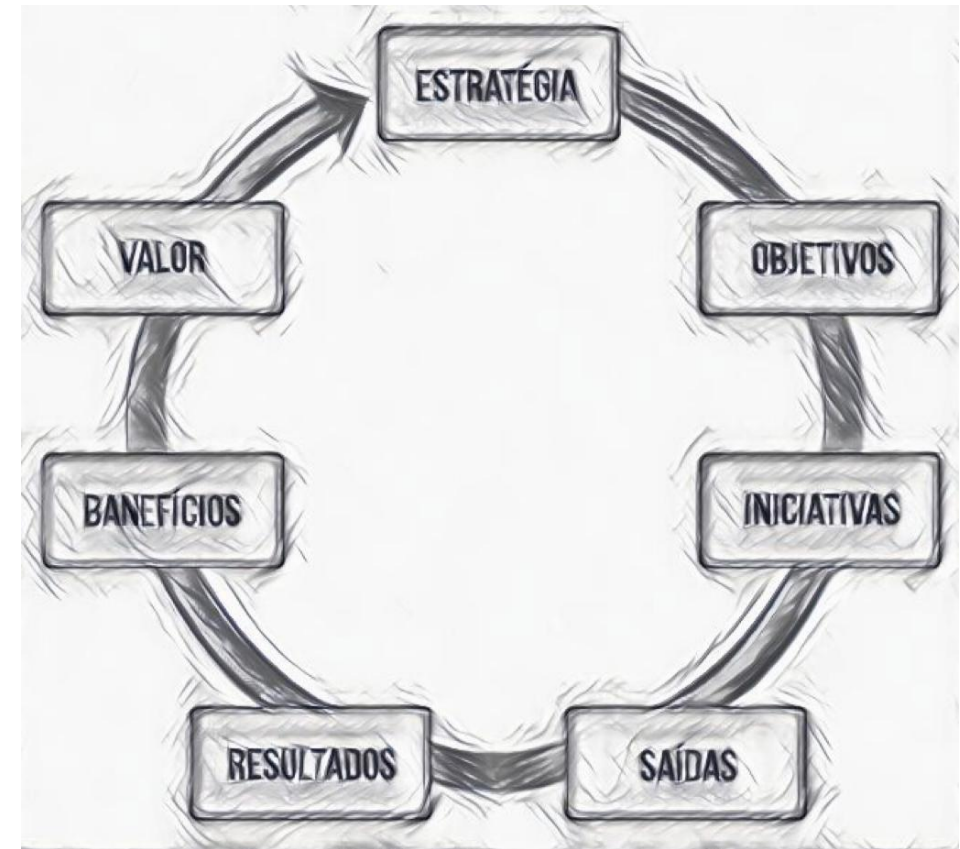 ESTRATÉGIA
OBJETIVOS
INICIATIVAS
SAÍDAS
RESULTADOS
BANEFÍCIOS
VALOR